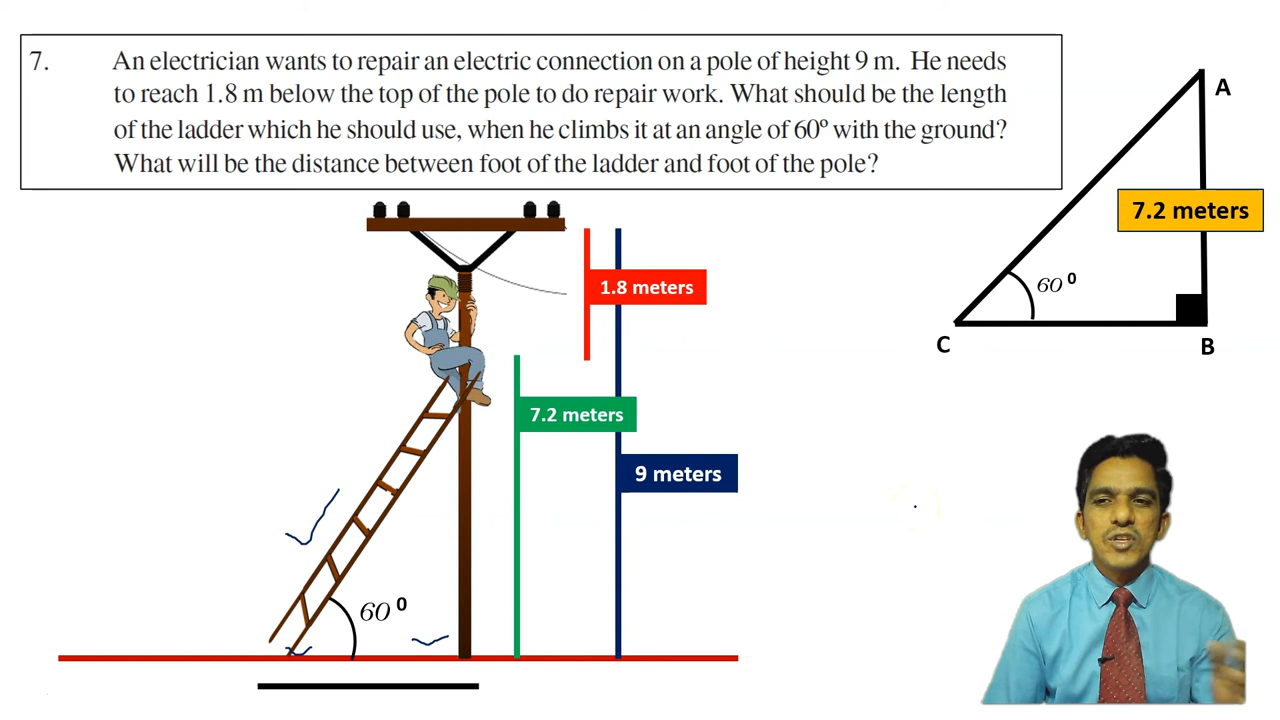 7. An electrician wants to repair an electric connection on a pole of height 9 m. He needs
to reach 1.8 m below the top of the pole to do repair work. What should be the length
of the ladder which he should use, when he climbs it at an angle of 60º with the ground?
What will be the distance between foot of the ladder and foot of the pole?
A
7.2 meters
60 0
C
B
1.8 meters
7.2 meters
9 meters
60 0